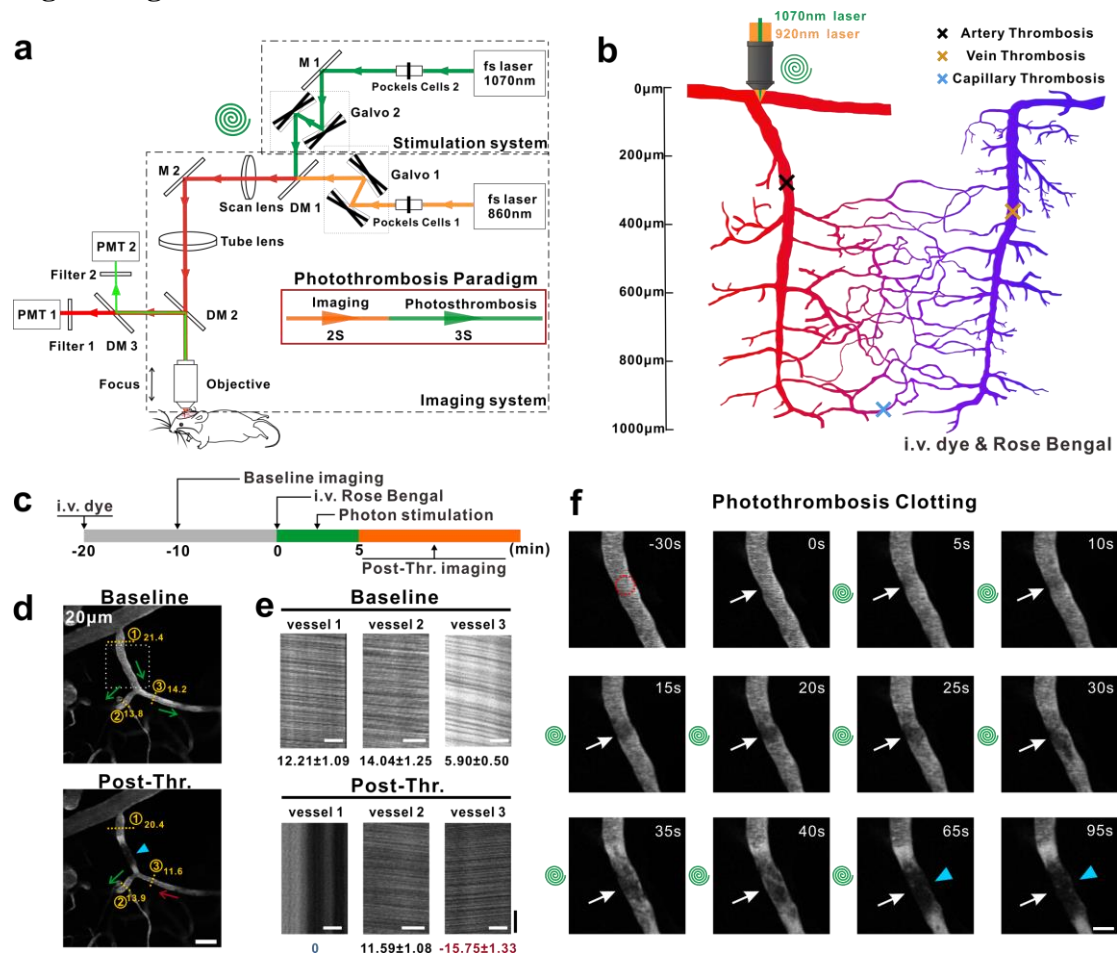 a
M 1
fs laser
1070nm
Pockels Cells 2
Galvo 2
Stimulation system
M 2
Galvo 1
Scan lens
DM 1
Pockels Cells 1
fs laser
860nm
Tube lens
PMT 2
Filter 2
PMT 1
Filter 1
DM 3
DM 2
Photothrombosis Paradigm
Imaging
Photosthrombosis
2S
3S
Focus
Objective
Imaging system
b
1070nm laser
920nm laser
Artery Thrombosis
Vein Thrombosis
Capillary Thrombosis
0μm
200μm
400μm
600μm
800μm
1000μm
i.v. dye & Rose Bengal
c
i.v. dye
Baseline imaging
i.v. Rose Bengal
Photon stimulation
-20
-10
0
5
(min)
Post-Thr. imaging
d
Baseline
20μm
① 21.4
③ 14.2
② 13.8
Post-Thr.
① 20.4
③ 11.6
② 13.9
e
Baseline
vessel 1
vessel 2
vessel 3
12.21±1.09
14.04±1.25
5.90±0.50
Post-Thr.
vessel 1
vessel 2
vessel 3
0
11.59±1.08
-15.75±1.33
f
Photothrombosis Clotting
-30s
0s
5s
10s
15s
20s
25s
30s
35s
40s
65s
95s